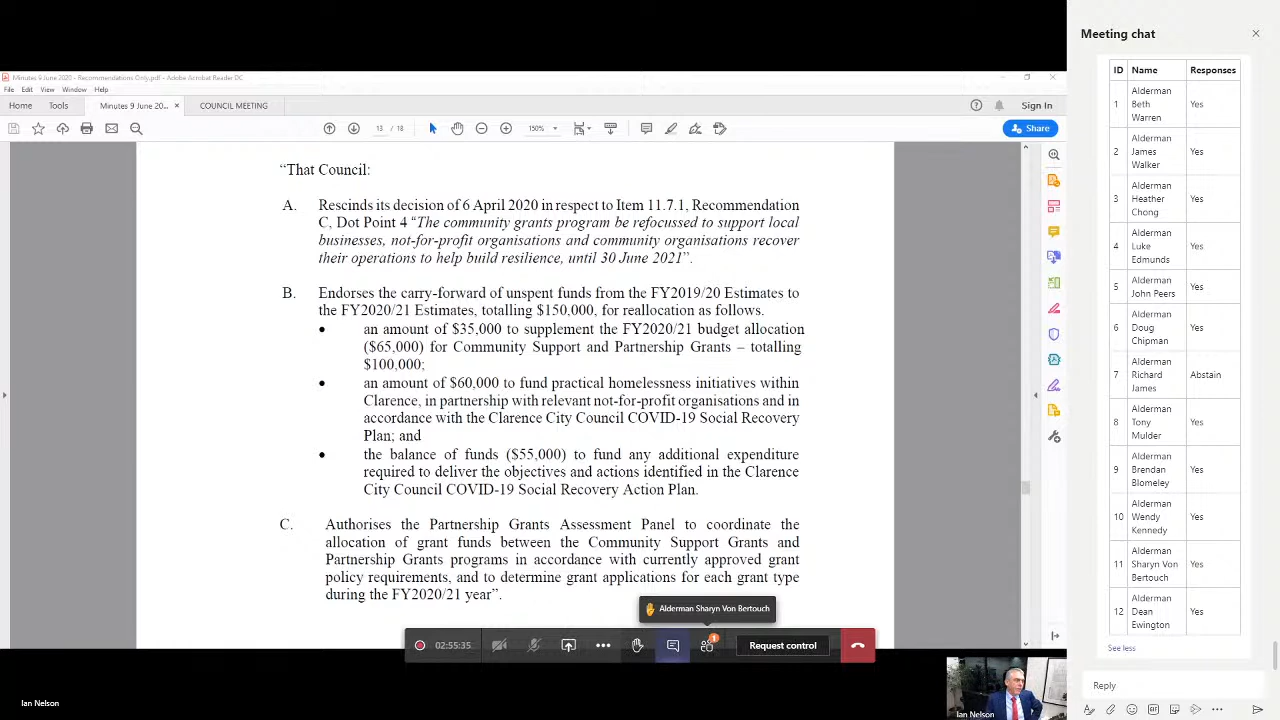 Minutes 9 June 2020 - Recommendations Only.pdf - Adobe Acrobat Reader DC
File Edit View Window Help
Home Tools Minutes 9 June 20... × COUNCIL MEETING Sign In
13 / 18 150% Share
“That Council:
A. Rescinds its decision of 6 April 2020 in respect to Item 11.7.1, Recommendation
C, Dot Point 4 “The community grants program be refocussed to support local
businesses, not-for-profit organisations and community organisations recover
their operations to help build resilience, until 30 June 2021”.
B. Endorses the carry-forward of unspent funds from the FY2019/20 Estimates to
the FY2020/21 Estimates, totalling $150,000, for reallocation as follows.
• an amount of $35,000 to supplement the FY2020/21 budget allocation
($65,000) for Community Support and Partnership Grants – totalling
$100,000;
• an amount of $60,000 to fund practical homelessness initiatives within
Clarence, in partnership with relevant not-for-profit organisations and in
accordance with the Clarence City Council COVID-19 Social Recovery
Plan; and
• the balance of funds ($55,000) to fund any additional expenditure
required to deliver the objectives and actions identified in the Clarence
City Council COVID-19 Social Recovery Action Plan.
C. Authorises the Partnership Grants Assessment Panel to coordinate the
allocation of grant funds between the Community Support Grants and
Partnership Grants programs in accordance with currently approved grant
policy requirements, and to determine grant applications for each grant type
during the FY2020/21 year”.
Alderman Sharyn Von Bertouch
02:55:35 1 Request control
Ian Nelson
Ian Nelson
Meeting chat
ID Name Responses
1 Alderman Beth Warren Yes
2 Alderman James Walker Yes
3 Alderman Heather Chong Yes
4 Alderman Luke Edmunds Yes
5 Alderman John Peers Yes
6 Alderman Doug Chipman Yes
7 Alderman Richard James Abstain
8 Alderman Tony Mulder Yes
9 Alderman Brendan Blomeley Yes
10 Alderman Wendy Kennedy Yes
11 Alderman Sharyn Von Bertouch Yes
12 Alderman Dean Ewington Yes
See less
Reply
GIF